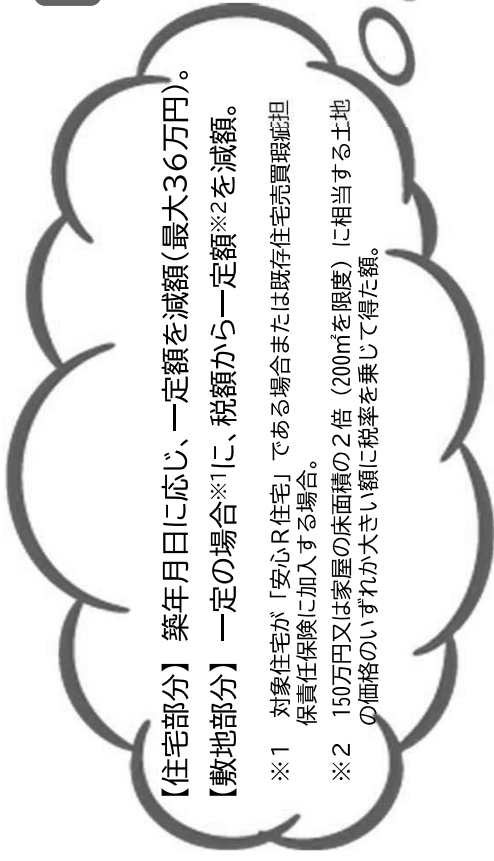 【住宅部分】 築年月日に応じ、一定額を減額（最大３６万円）。
【敷地部分】 一定の場合※1に、税額から一定額※2を減額。
※１ 対象住宅が「安心Ｒ住宅」である場合または既存住宅売買瑕疵担
保責任保険に加入する場合。
※２ 150万円又は家屋の床面積の２倍（200㎡を限度）に相当する土地
の価格のいずれか大きい額に税率を乗じて得た額。